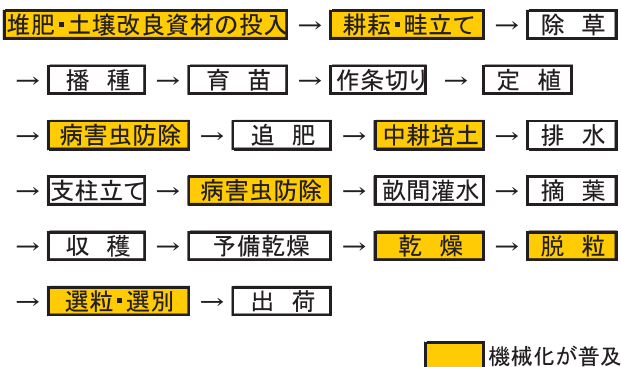 堆肥・土壌改良資材の投入 → 耕耘・畦立て → 除 草
→ 播 種 → 育 苗 → 作条切り → 定 植
→ 病害虫防除 → 追 肥 → 中耕培土 → 排 水
→ 支柱立て → 病害虫防除 → 畝間灌水 → 摘 葉
→ 収 穫 → 予備乾燥 → 乾 燥 → 脱 粒
→ 選粒・選別 → 出 荷
機械化が普及